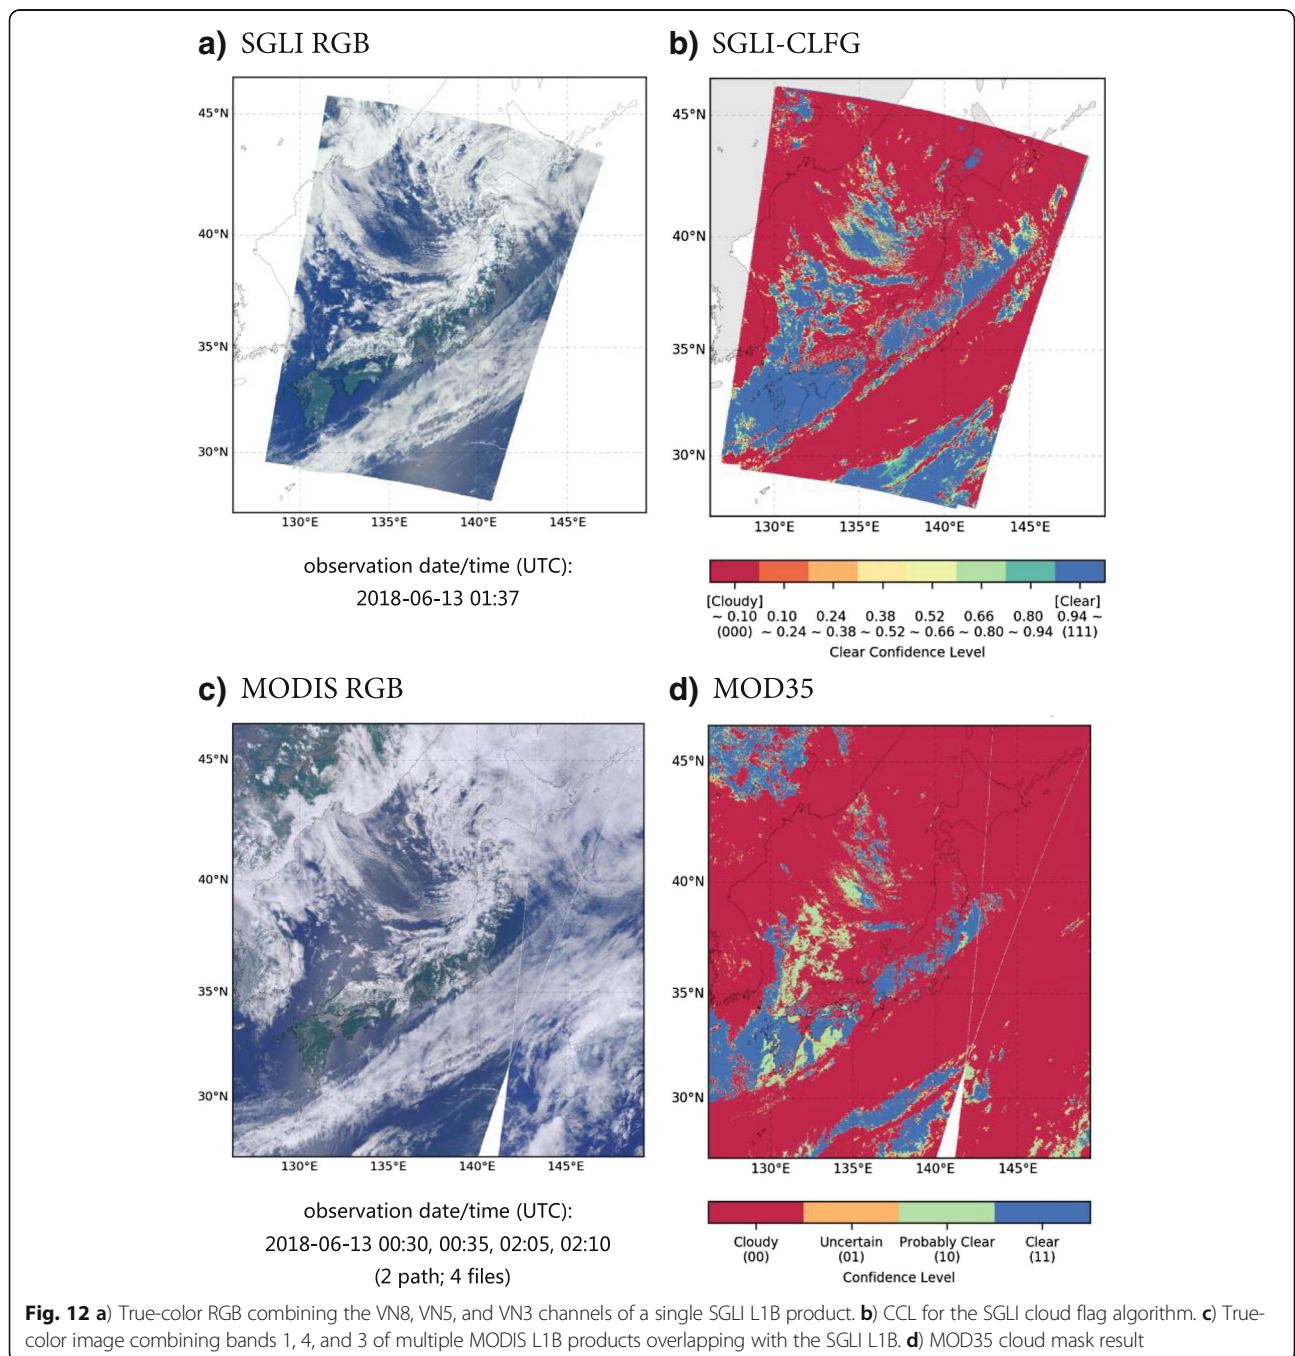 a) SGLI RGB
b) SGLI-CLFG
45°N
40°N
35°N
30°N
130°E 135°E 140°E 145°E
45°N
40°N
35°N
30°N
130°E 135°E 140°E 145°E
observation date/time (UTC):
2018-06-13 01:37
[Cloudy] [Clear]
~ 0.10 0.10 0.24 0.38 0.52 0.66 0.80 0.94 ~
(000) ~ 0.24 ~ 0.38 ~ 0.52 ~ 0.66 ~ 0.80 ~ 0.94 (111)
Clear Confidence Level
c) MODIS RGB
d) MOD35
45°N
40°N
35°N
30°N
130°E 135°E 140°E 145°E
45°N
40°N
35°N
30°N
130°E 135°E 140°E 145°E
observation date/time (UTC):
2018-06-13 00:30, 00:35, 02:05, 02:10
(2 path; 4 files)
Cloudy Uncertain Probably Clear Clear
(00) (01) (10) (11)
Confidence Level
Fig. 12 a) True-color RGB combining the VN8, VN5, and VN3 channels of a single SGLI L1B product. b) CCL for the SGLI cloud flag algorithm. c) True-
color image combining bands 1, 4, and 3 of multiple MODIS L1B products overlapping with the SGLI L1B. d) MOD35 cloud mask result